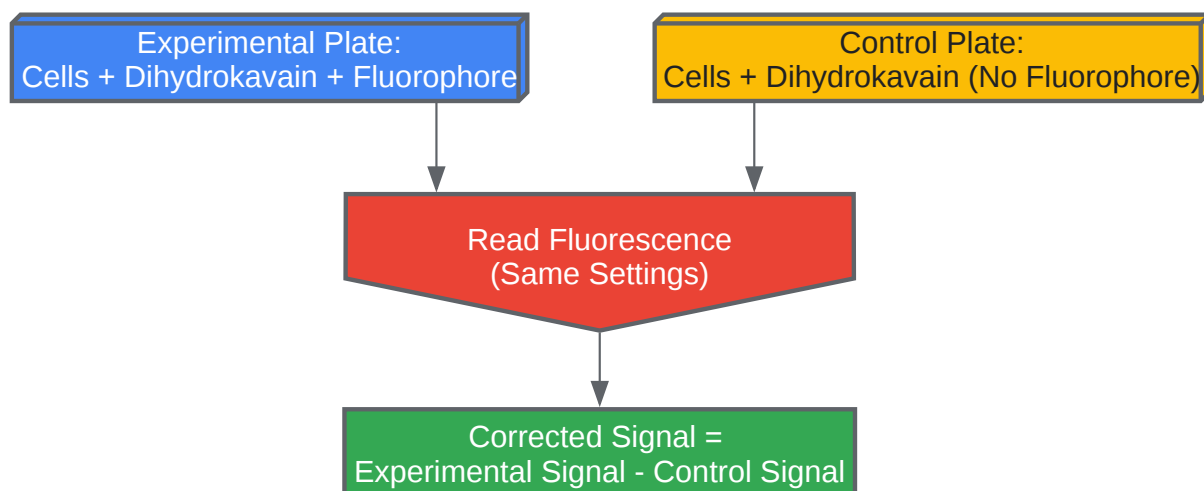 Experimental Plate:
Cells + Dihydrokavain + Fluorophore
Control Plate:
Cells + Dihydrokavain (No Fluorophore)
Read Fluorescence
(Same Settings)
Corrected Signal =
Experimental Signal - Control Signal